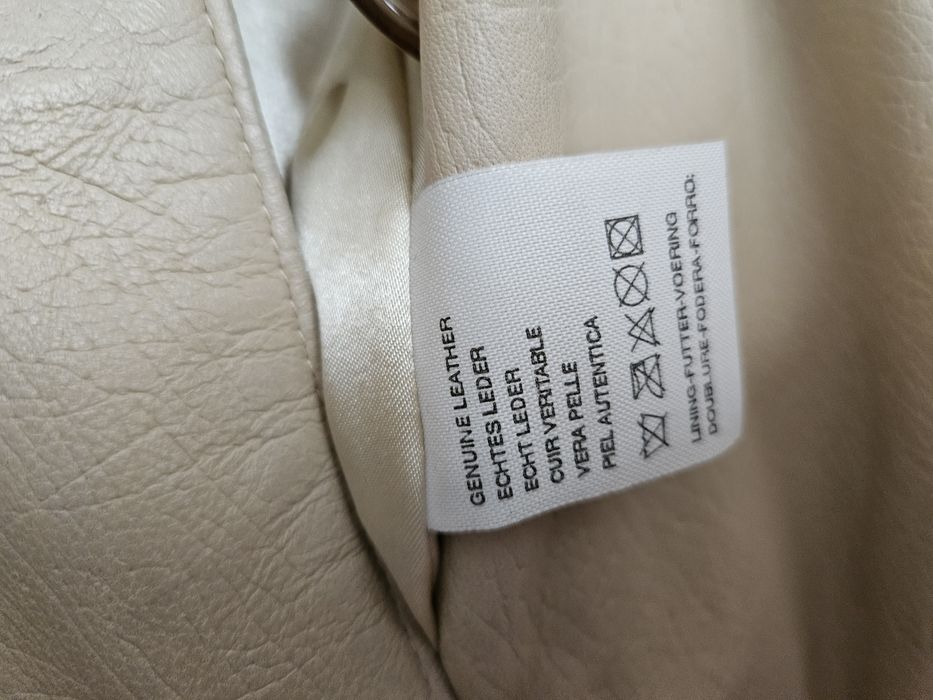 GENUINE LEATHER
ECHTES LEDER
ECHT LEDER
CUIR VERITABLE
VERA PELLE
PIEL AUTENTICA
LINING-FUTTER-VOERING
DOUBLURE-FODERA-FORRO: